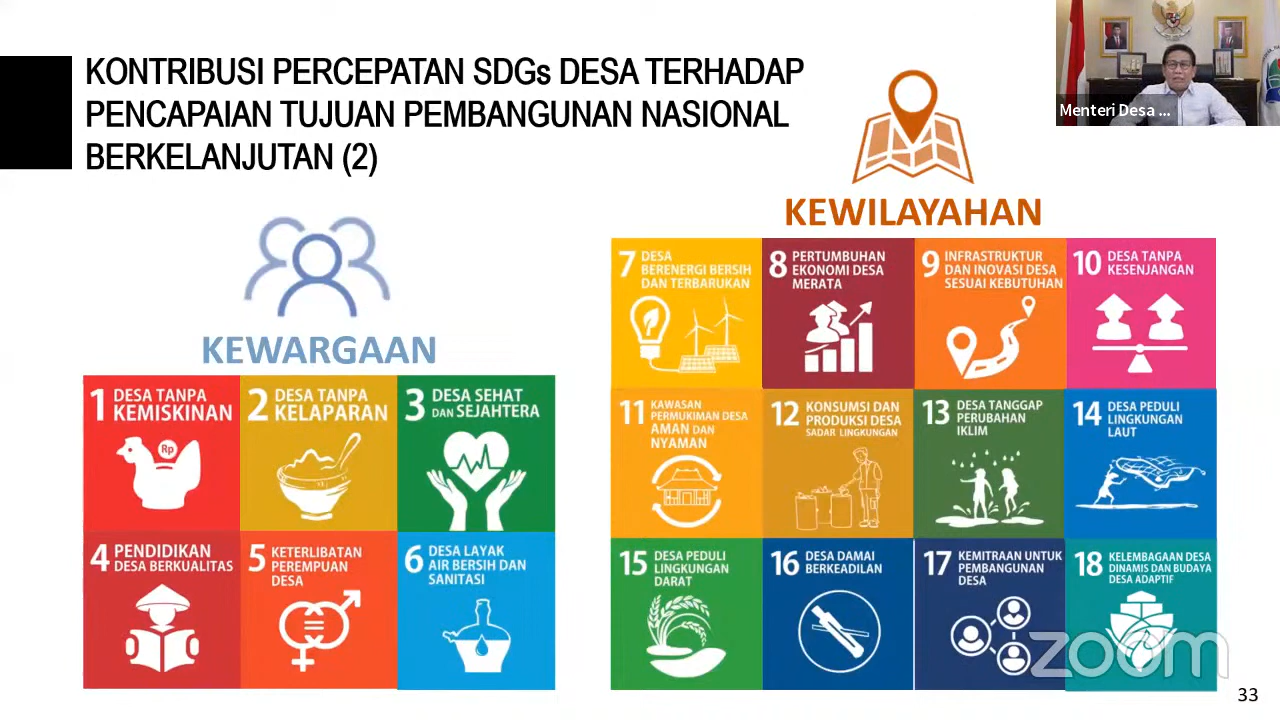 KONTRIBUSI PERCEPATAN SDGs DESA TERHADAP
PENCAPAIAN TUJUAN PEMBANGUNAN NASIONAL
BERKELANJUTAN (2)
Menteri Desa ...
KEWARGAAN
1 DESA TANPA
KEMISKINAN
Rp
2 DESA TANPA
KELAPARAN
3 DESA SEHAT
DAN SEJAHTERA
4 PENDIDIKAN
DESA BERKUALITAS
5 KETERLIBATAN
PEREMPUAN
DESA
6 DESA LAYAK
AIR BERSIH DAN
SANITASI
KEWILAYAHAN
7 DESA
BERENERGI BERSIH
DAN TERBARUKAN
8 PERTUMBUHAN
EKONOMI DESA
MERATA
9 INFRASTRUKTUR
DAN INOVASI DESA
SESUAI KEBUTUHAN
10 DESA TANPA
KESENJANGAN
11 KAWASAN
PERMUKIMAN DESA
AMAN DAN
NYAMAN
12 KONSUMSI DAN
PRODUKSI DESA
SADAR LINGKUNGAN
13 DESA TANGGAP
PERUBAHAN
IKLIM
14 DESA PEDULI
LINGKUNGAN
LAUT
15 DESA PEDULI
LINGKUNGAN
DARAT
16 DESA DAMAI
BERKEADILAN
17 KEMITRAAN UNTUK
PEMBANGUNAN
DESA
18 KELEMBAGAAN DESA
DINAMIS DAN BUDAYA
DESA ADAPTIF
zoom
33